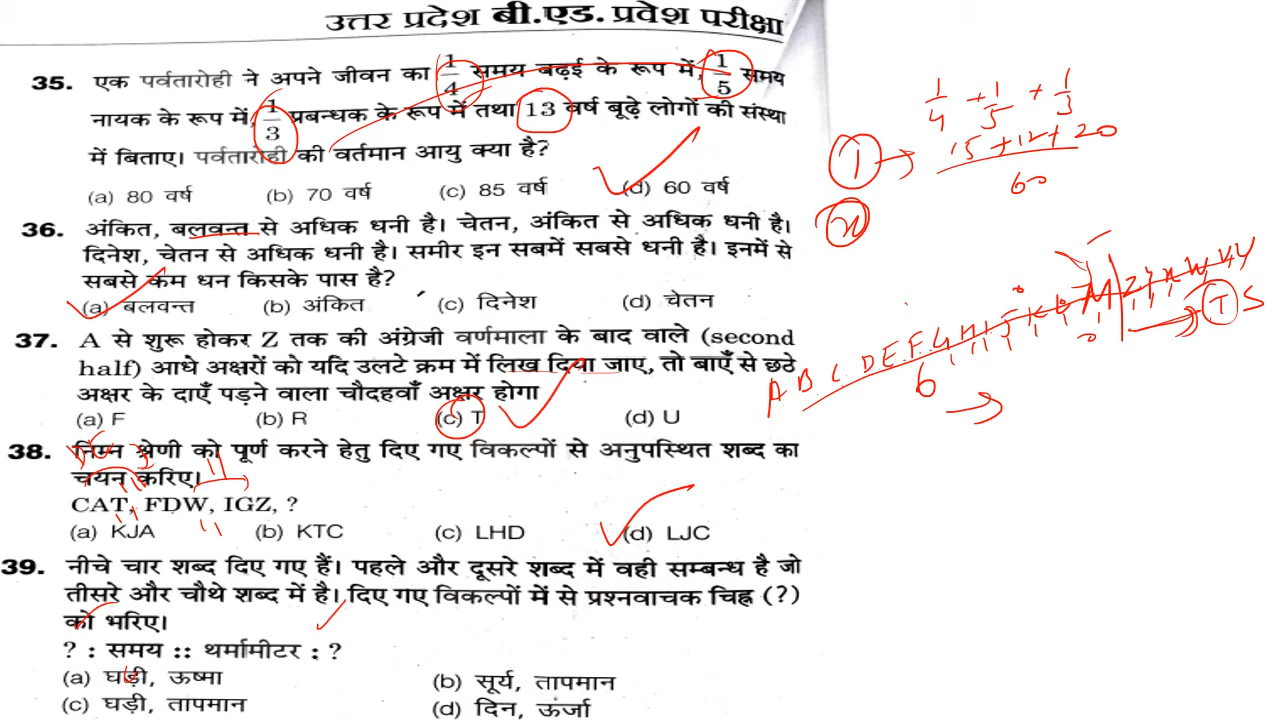 उत्तर प्रदेश बी.एड. प्रवेश परीक्षा
35. एक पर्वतारोही ने अपने जीवन का 1/4 समय बढ़ई के रूप में, 1/5 समय
नायक के रूप में, 1/3 प्रबन्धक के रूप में तथा 13 वर्ष बूढ़े लोगों की संस्था
में बिताए। पर्वतारोही की वर्तमान आयु क्या है?
(a) 80 वर्ष (b) 70 वर्ष (c) 85 वर्ष (d) 60 वर्ष
36. अंकित, बलवन्त से अधिक धनी है। चेतन, अंकित से अधिक धनी है।
दिनेश, चेतन से अधिक धनी है। समीर इन सबमें सबसे धनी है। इनमें से
सबसे कम धन किसके पास है?
(a) बलवन्त (b) अंकित (c) दिनेश (d) चेतन
37. A से शुरू होकर Z तक की अंग्रेजी वर्णमाला के बाद वाले (second
half) आधे अक्षरों को यदि उलटे क्रम में लिख दिया जाए, तो बाएँ से छठे
अक्षर के दाएँ पड़ने वाला चौदहवाँ अक्षर होगा
(a) F (b) R (c) T (d) U
38. निम्न श्रेणी को पूर्ण करने हेतु दिए गए विकल्पों से अनुपस्थित शब्द का
चयन करिए।
CAT, FDW, IGZ, ?
(a) KJA (b) KTC (c) LHD (d) LJC
39. नीचे चार शब्द दिए गए हैं। पहले और दूसरे शब्द में वही सम्बन्ध है जो
तीसरे और चौथे शब्द में है। दिए गए विकल्पों में से प्रश्नवाचक चिह्न (?)
को भरिए।
? : समय :: थर्मामीटर : ?
(a) घड़ी, ऊष्मा (b) सूर्य, तापमान
(c) घड़ी, तापमान (d) दिन, ऊर्जा
1/4 + 1/5 + 1/3
1 → 15 + 12 + 20
60
x
A B C D E F G H I J K L M Z Y X W V
T S
6